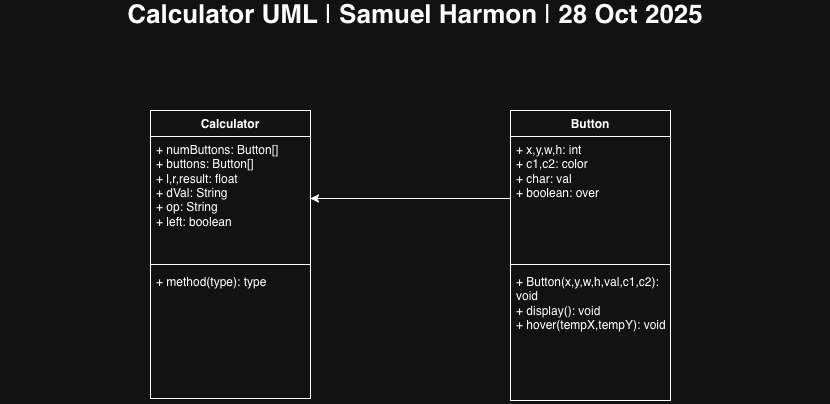 Calculator UML | Samuel Harmon | 28 Oct 2025
Calculator
+ numButtons: Button[]
+ buttons: Button[]
+ l,r,result: float
+ dVal: String
+ op: String
+ left: boolean
+ method(type): type
Button
+ x,y,w,h: int
+ c1,c2: color
+ char: val
+ boolean: over
+ Button(x,y,w,h,val,c1,c2):
void
+ display(): void
+ hover(tempX,tempY): void